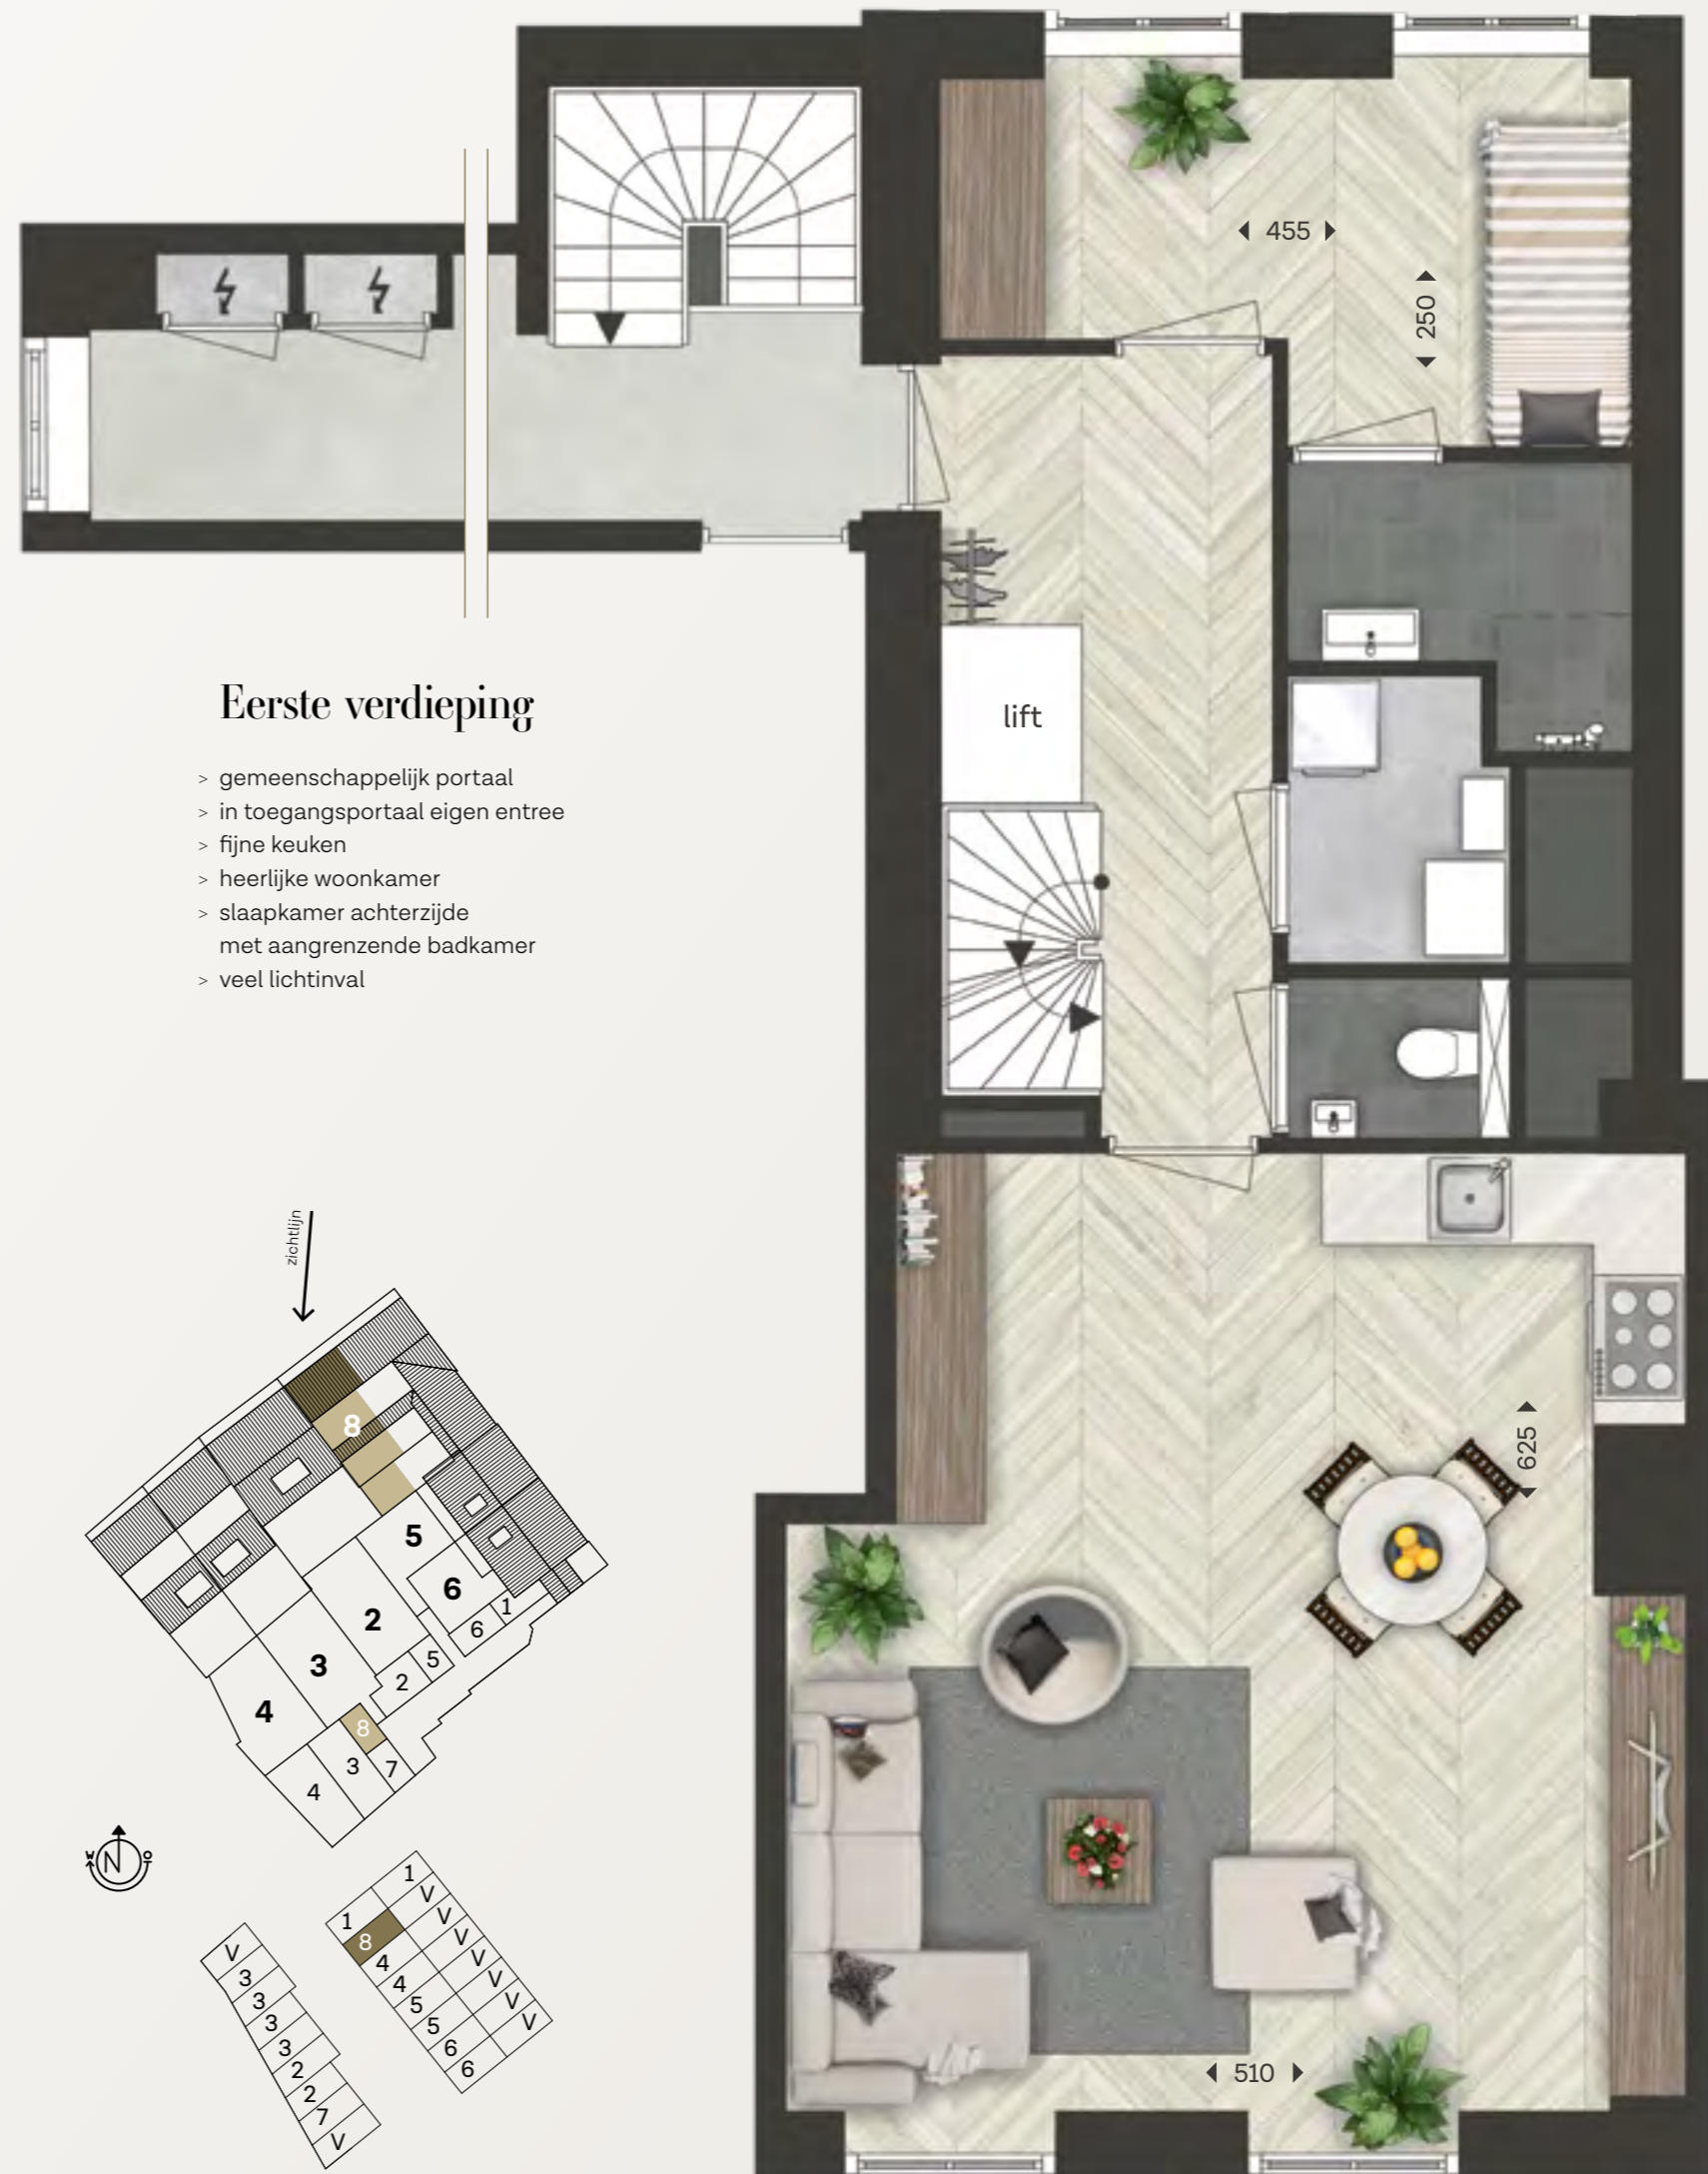 455
250
Eerste verdieping
> gemeenschappelijk portaal
> in toegangsportaal eigen entree
> fijne keuken
> heerlijke woonkamer
> slaapkamer achterzijde
met aangrenzende badkamer
> veel lichtinval
lift
zichtlijn
625
8
5
6
2
1
6
3
5
2
4
8
3
7
4
W N O
1
V
1
V
8
V
4
V
4
V
5
V
5
V
6
6
V
3
3
3
3
2
2
7
V
510